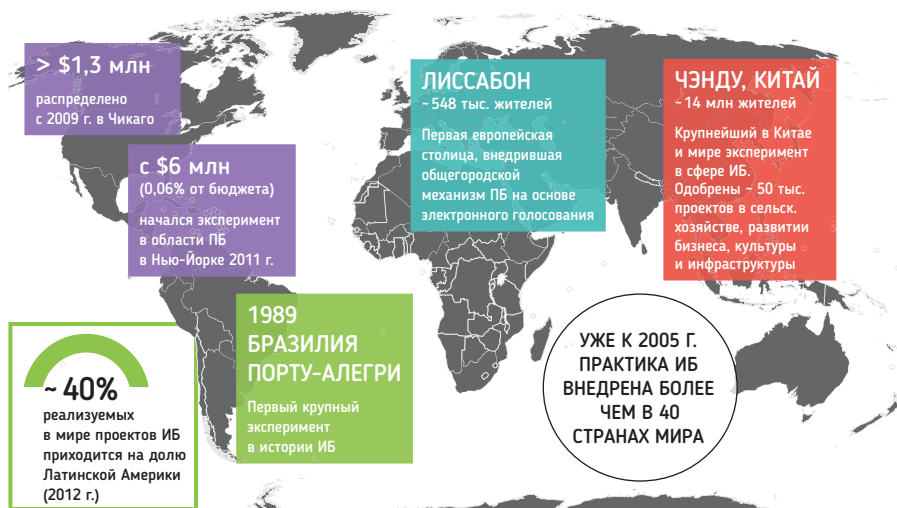 > $1,3 млн
распределено
с 2009 г. в Чикаго
с $6 млн
(0,06% от бюджета)
начался эксперимент
в области ПБ
в Нью-Йорке 2011 г.
ЛИССАБОН
~548 тыс. жителей
Первая европейская
столица, внедрившая
общегородской
механизм ПБ на основе
электронного голосования
ЧЭНДУ, КИТАЙ
~14 млн жителей
Крупнейший в Китае
и мире эксперимент
в сфере ИБ.
Одобрены ~ 50 тыс.
проектов в сельск.
хозяйстве, развитии
бизнеса, культуры
и инфраструктуры
1989
БРАЗИЛИЯ
ПОРТУ-АЛЕГРИ
Первый крупный
эксперимент
в истории ИБ
~ 40%
реализуемых
в мире проектов ИБ
приходится на долю
Латинской Америки
(2012 г.)
УЖЕ К 2005 Г.
ПРАКТИКА ИБ
ВНЕДРЕНА БОЛЕЕ
ЧЕМ В 40
СТРАНАХ МИРА